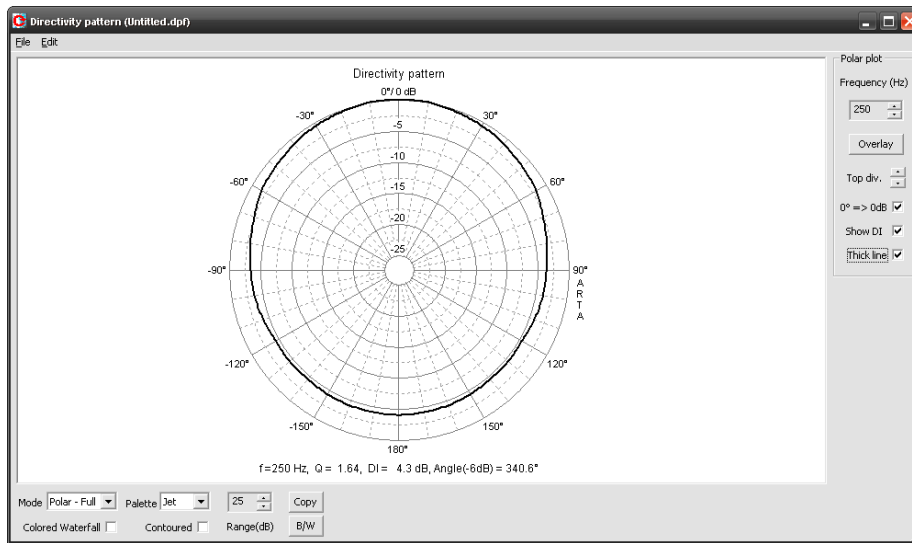 Directivity pattern (Untitled.dpf)
File Edit
Directivity pattern
0°/ 0 dB
-30° 30°
-5
-10
-60° 60°
-15
-20
-25
-90° 90°
A
R
T
A
-120° 120°
-150° 150°
180°
f=250 Hz, Q = 1.64, DI = 4.3 dB, Angle(-6dB) = 340.6°
Polar plot
Frequency (Hz)
250
Overlay
Top div.
0° => 0dB
Show DI
Thick line
Mode Polar - Full Palette Jet 25 Copy
Colored Waterfall Contoured Range(dB) B/W